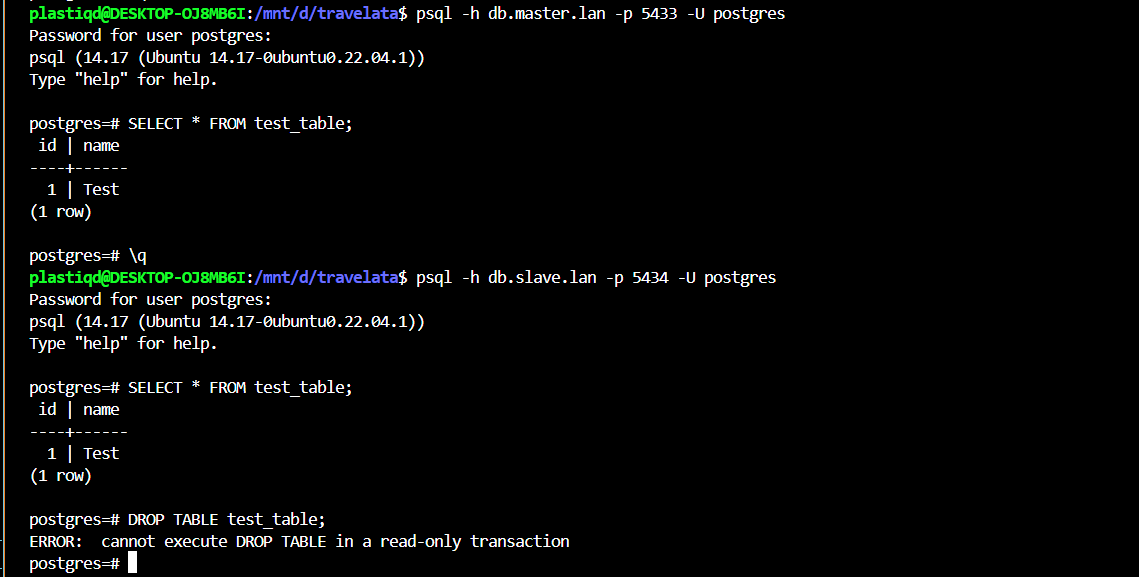 plastiqd@DESKTOP-OJ8MB6I:/mnt/d/travelata$ psql -h db.master.lan -p 5433 -U postgres
Password for user postgres:
psql (14.17 (Ubuntu 14.17-0ubuntu0.22.04.1))
Type "help" for help.

postgres=# SELECT * FROM test_table;
 id | name
----+------
  1 | Test
(1 row)

postgres=# \q
plastiqd@DESKTOP-OJ8MB6I:/mnt/d/travelata$ psql -h db.slave.lan -p 5434 -U postgres
Password for user postgres:
psql (14.17 (Ubuntu 14.17-0ubuntu0.22.04.1))
Type "help" for help.

postgres=# SELECT * FROM test_table;
 id | name
----+------
  1 | Test
(1 row)

postgres=# DROP TABLE test_table;
ERROR:  cannot execute DROP TABLE in a read-only transaction
postgres=#